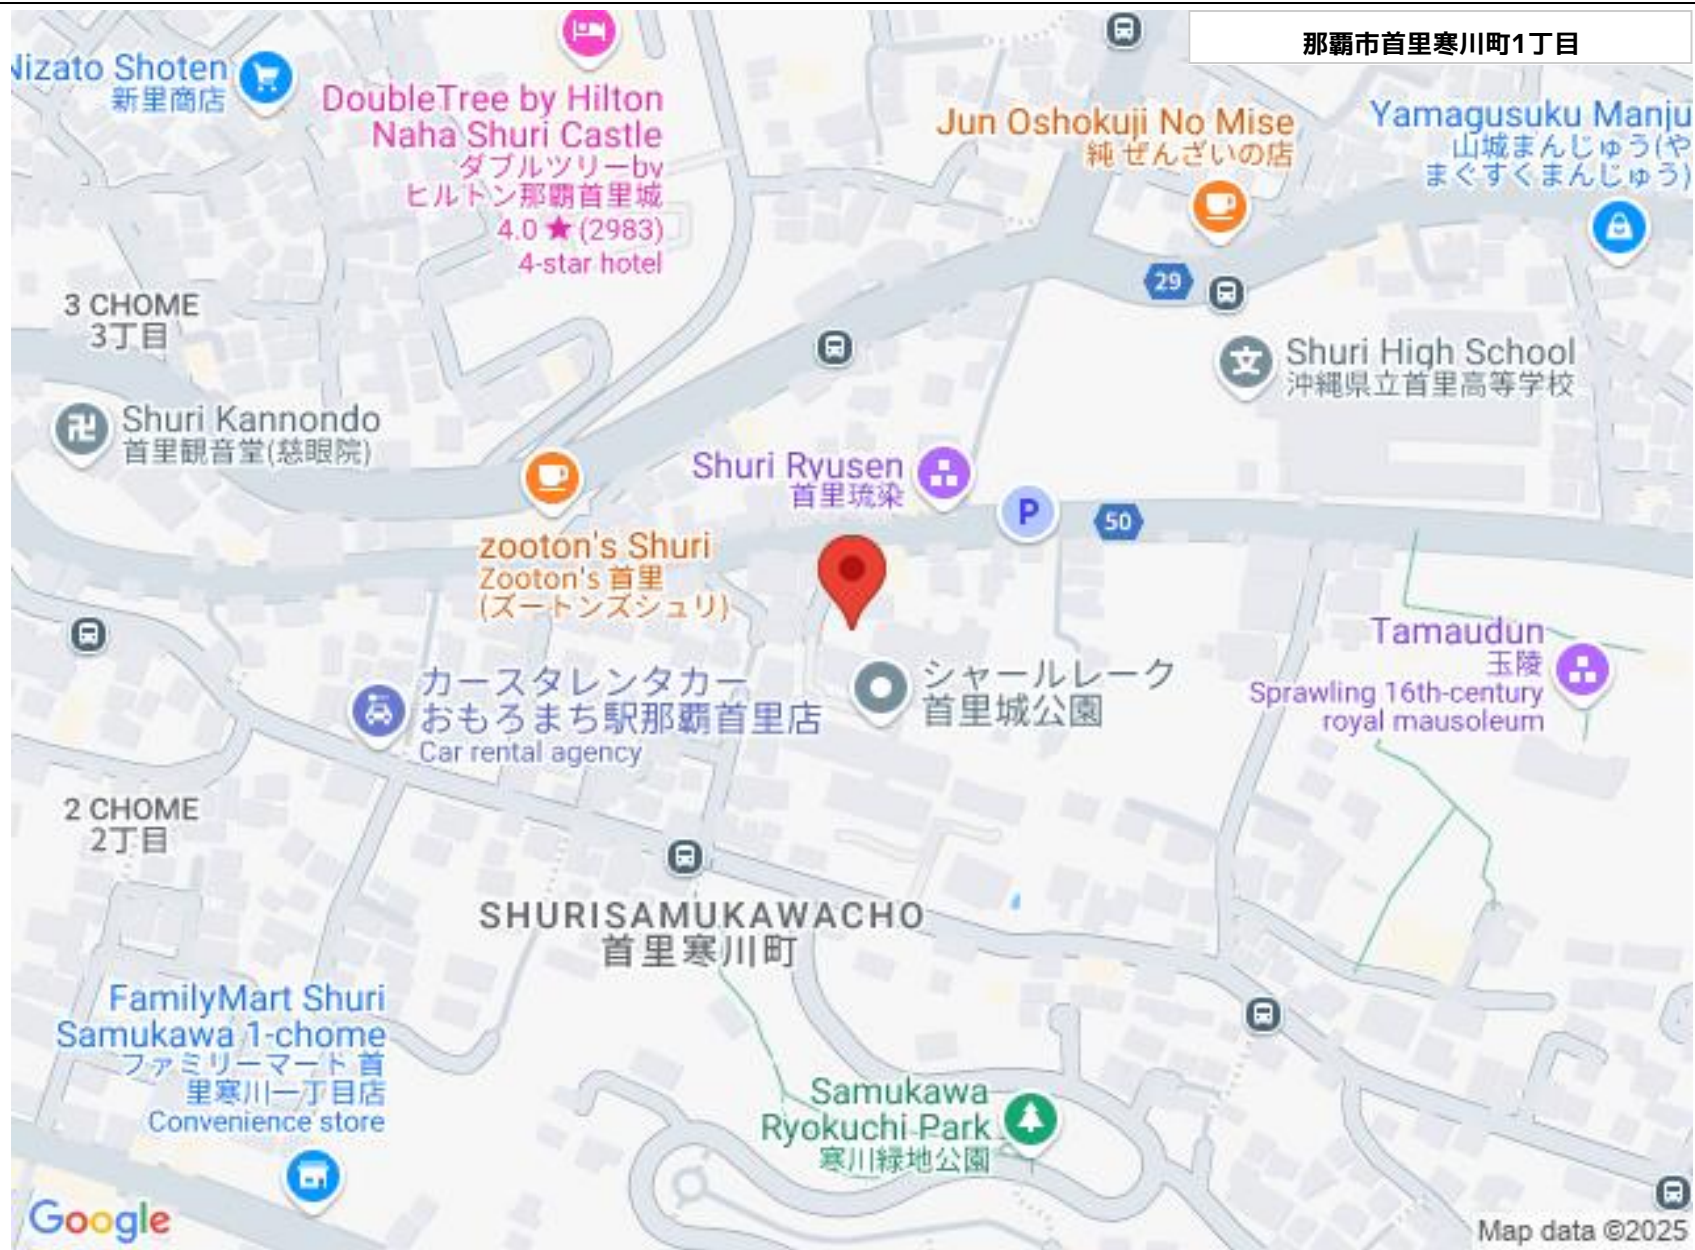 那覇市首里寒川町1丁目
Nizato Shoten
新里商店
DoubleTree by Hilton
Naha Shuri Castle
ダブルツリーby
ヒルトン那覇首里城
4.0 ★ (2983)
4-star hotel
Jun Oshokuji No Mise
純 ぜんざいの店
Yamagusuku Manju
山城まんじゅう(や
まぐすくまんじゅう)
29
3 CHOME
3丁目
Shuri High School
沖縄県立首里高等学校
Shuri Kannondo
首里観音堂(慈眼院)
Shuri Ryusen
首里琉染
P
50
zooton's Shuri
Zooton's 首里
(ズートンズシュリ)
Tamaudun
玉陵
Sprawling 16th-century
royal mausoleum
シャールレーク
首里城公園
カースタレンタカー
おもろまち駅那覇首里店
Car rental agency
2 CHOME
2丁目
SHURISAMUKAWACHO
首里寒川町
FamilyMart Shuri
Samukawa 1-chome
ファミリーマート 首
里寒川一丁目店
Convenience store
Samukawa
Ryokuchi Park
寒川緑地公園
Google
Map data ©2025